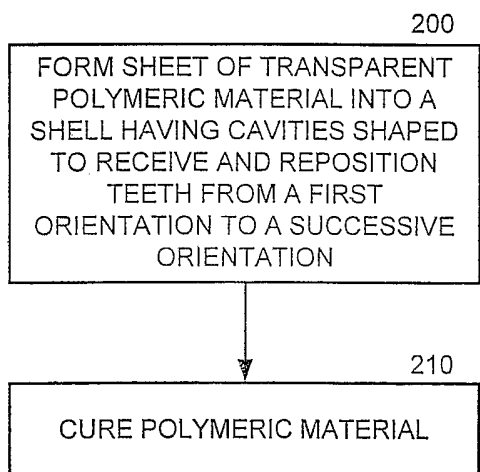 200
FORM SHEET OF TRANSPARENT
POLYMERIC MATERIAL INTO A
SHELL HAVING CAVITIES SHAPED
TO RECEIVE AND REPOSITION
TEETH FROM A FIRST
ORIENTATION TO A SUCCESSIVE
ORIENTATION
210
CURE POLYMERIC MATERIAL